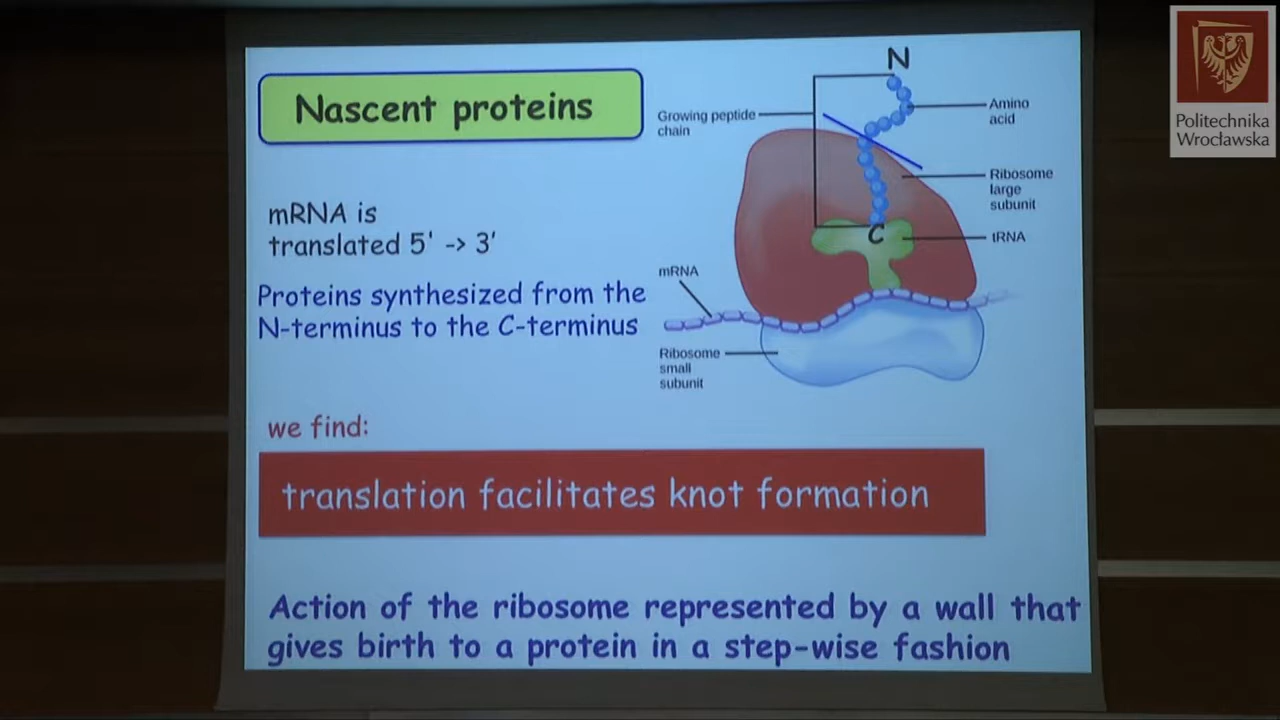 Nascent proteins
mRNA is
translated 5' -> 3'
Proteins synthesized from the
N-terminus to the C-terminus
N
Growing peptide
chain
Amino
acid
Ribosome
large
subunit
C
tRNA
mRNA
Ribosome
small
subunit
we find:
translation facilitates knot formation
Action of the ribosome represented by a wall that
gives birth to a protein in a step-wise fashion
Politechnika
Wrocławska